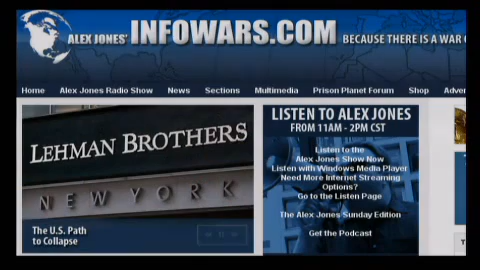 ALEX JONES' INFOWARS.COM BECAUSE THERE IS A WAR
Home Alex Jones Radio Show News Sections Multimedia Prison Planet Forum Shop
LEHMAN BROTHERS
NEW YORK
The U.S. Path
to Collapse
LISTEN TO ALEX JONES
FROM 11AM - 2PM CST
Listen to the
Alex Jones Show Now
Listen with Windows Media Player
Need More Internet Streaming
Options?
Go to the Listen Page
The Alex Jones Sunday Edition
Get the Podcast